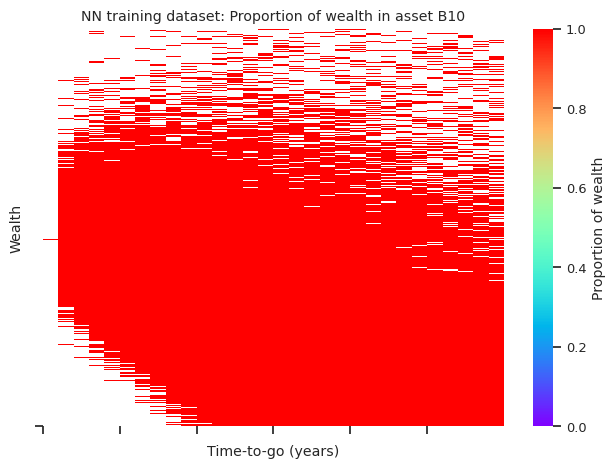 NN training dataset: Proportion of wealth in asset B10
1.0
0.8
0.6
0.4
0.2
0.0
Proportion of wealth
Wealth
Time-to-go (years)